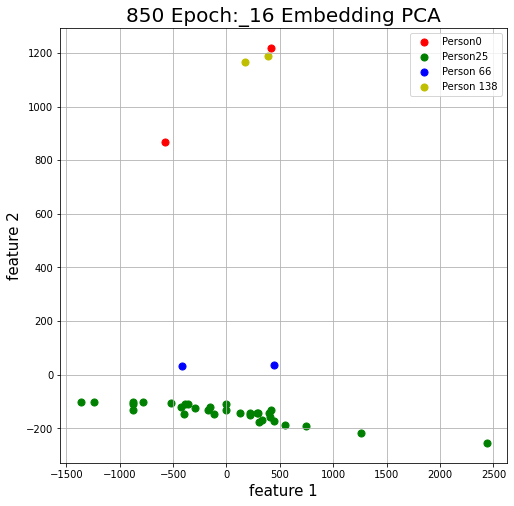 850 Epoch:_16 Embedding PCA
Person0
Person25
Person 66
Person 138
feature 2
1200
1000
800
600
400
200
0
−200
−1500 −1000 −500 0 500 1000 1500 2000 2500
feature 1